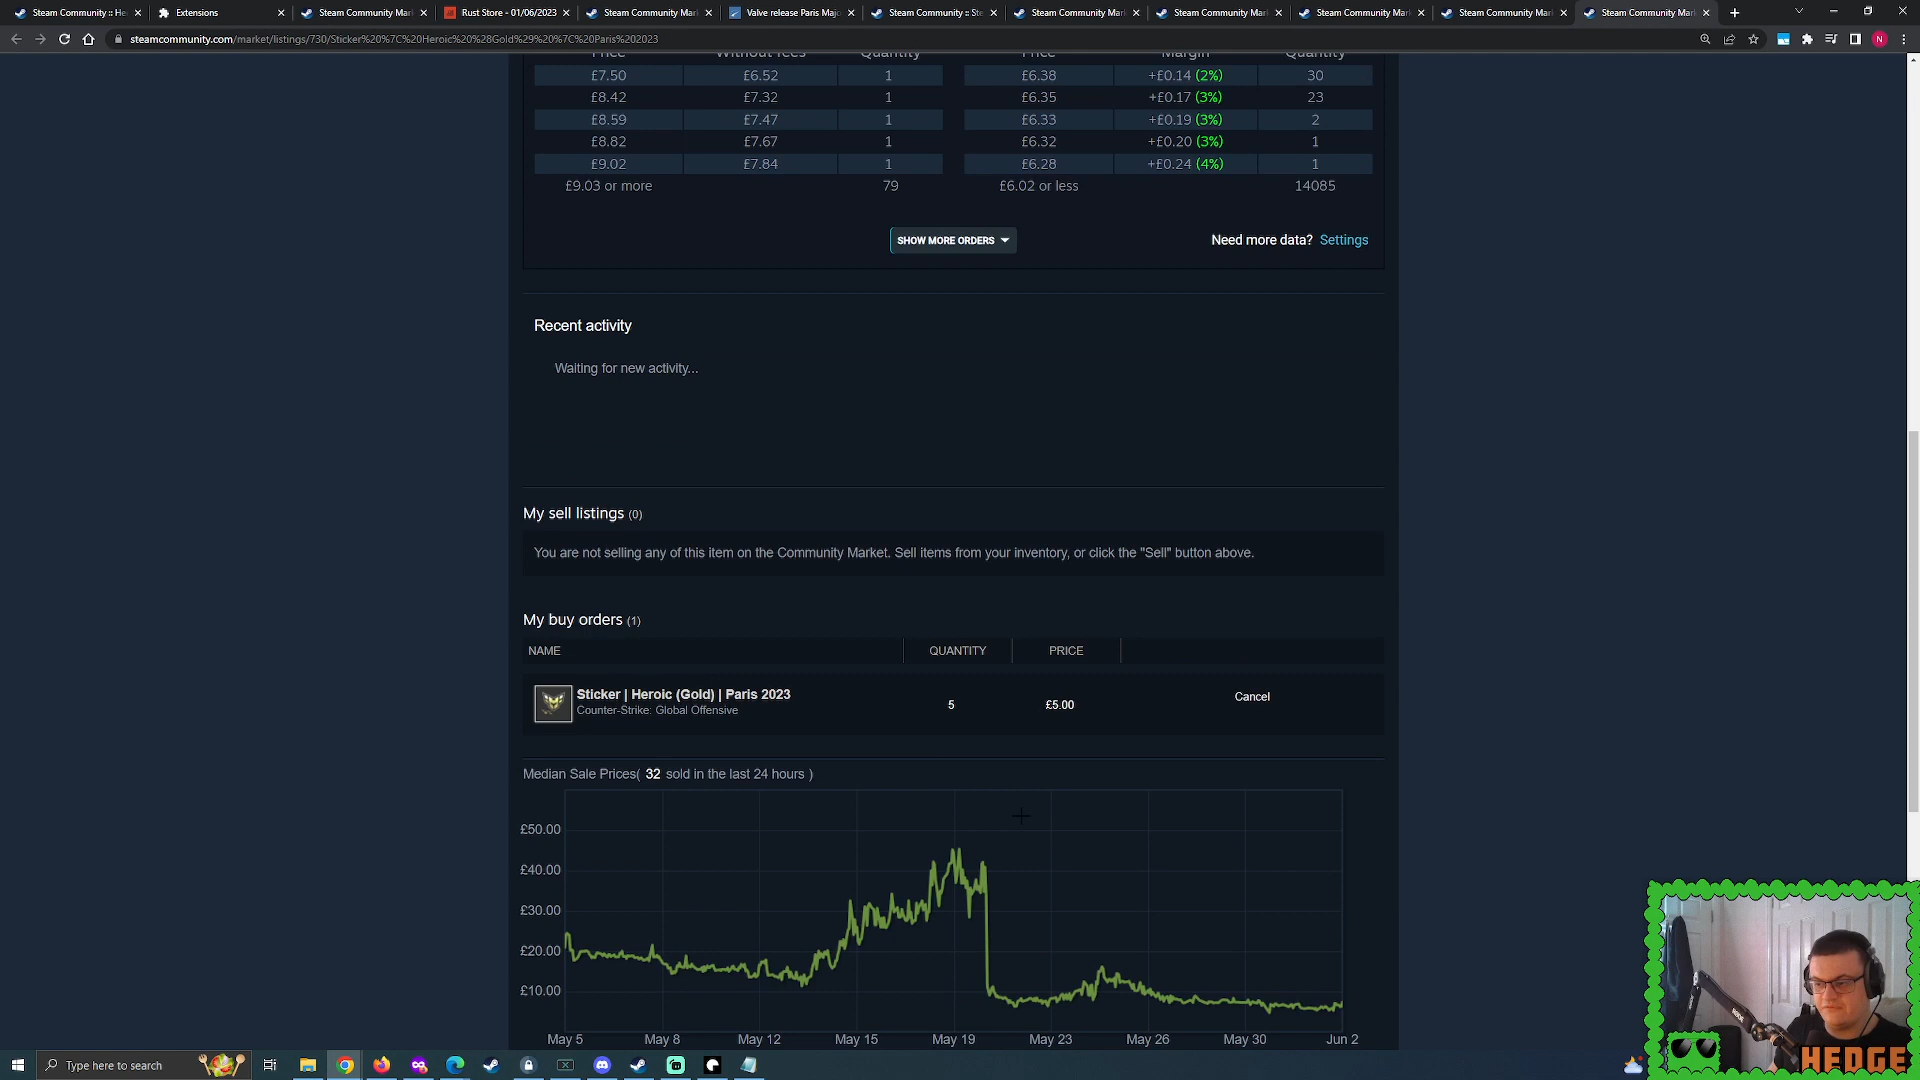 Steam Community :: He
Extensions
Steam Community Mar
Rust Store - 01/06/2023
Steam Community Mar
Valve release Paris Majo
Steam Community :: Ste
Steam Community Mar
Steam Community Mar
Steam Community Mar
Steam Community Mar
Steam Community Mar
steamcommunity.com/market/listings/730/Sticker%20%7C%20Heroic%20%28Gold%29%20%7C%20Paris%202023
N
Price Without fees Quantity Price Margin Quantity
£7.50 £6.52 1 £6.38 +£0.14 (2%) 30
£8.42 £7.32 1 £6.35 +£0.17 (3%) 23
£8.59 £7.47 1 £6.33 +£0.19 (3%) 2
£8.82 £7.67 1 £6.32 +£0.20 (3%) 1
£9.02 £7.84 1 £6.28 +£0.24 (4%) 1
£9.03 or more 79 £6.02 or less 14085
SHOW MORE ORDERS Need more data? Settings
Recent activity
Waiting for new activity...
My sell listings (0)
You are not selling any of this item on the Community Market. Sell items from your inventory, or click the "Sell" button above.
My buy orders (1)
NAME QUANTITY PRICE
Sticker | Heroic (Gold) | Paris 2023
Counter-Strike: Global Offensive
5 £5.00 Cancel
Median Sale Prices( 32 sold in the last 24 hours )
£50.00
£40.00
£30.00
£20.00
£10.00
May 5 May 8 May 12 May 15 May 19 May 23 May 26 May 30 Jun 2
Type here to search
HEDGE